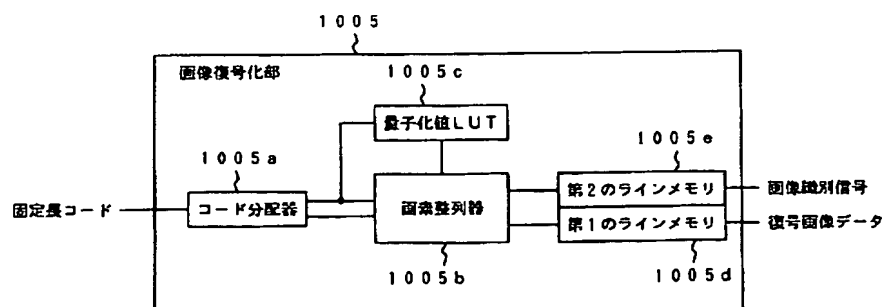 1005
画像復号化部
1005c
量子化値LUT
1005a
1005e
固定長コード
コード分配器
画素整列器
第2のラインメモリ
画像識別信号
第1のラインメモリ
復号画像データ
1005b
1005d